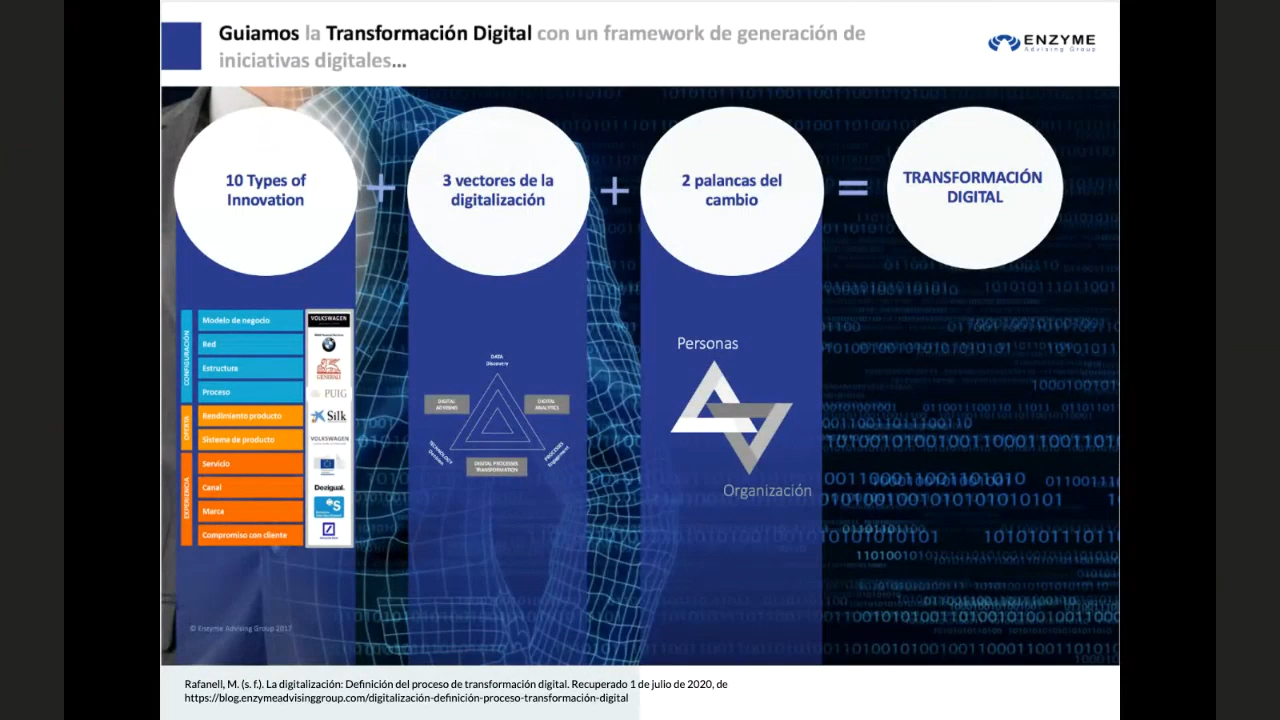 Guiamos la Transformación Digital con un framework de generación de
iniciativas digitales...
ENZYME
Advising Group
10 Types of
Innovation
+
3 vectores de la
digitalización
+
2 palancas del
cambio
=
TRANSFORMACIÓN
DIGITAL
CONFIGURACIÓN
Modelo de negocio
Red
Estructura
Proceso
OFERTA
Rendimiento producto
Sistema de producto
EXPERIENCIA
Servicio
Canal
Marca
Compromiso con cliente
VOLKSWAGEN
GENERALI
PUIG
Silk
VOLKSWAGEN
Desigual.
DATA
Discovery
DIGITAL
ADVISING
DIGITAL
ANALYTICS
TECHNOLOGY
PROCESSES
Engagement
DIGITAL PROCESSES
TRANSFORMATION
Personas
Organización
© Enzyme Advising Group 2017
Rafanell, M. (s. f.). La digitalización: Definición del proceso de transformación digital. Recuperado 1 de julio de 2020, de
https://blog.enzymeadvisinggroup.com/digitalización-definición-proceso-transformación-digital